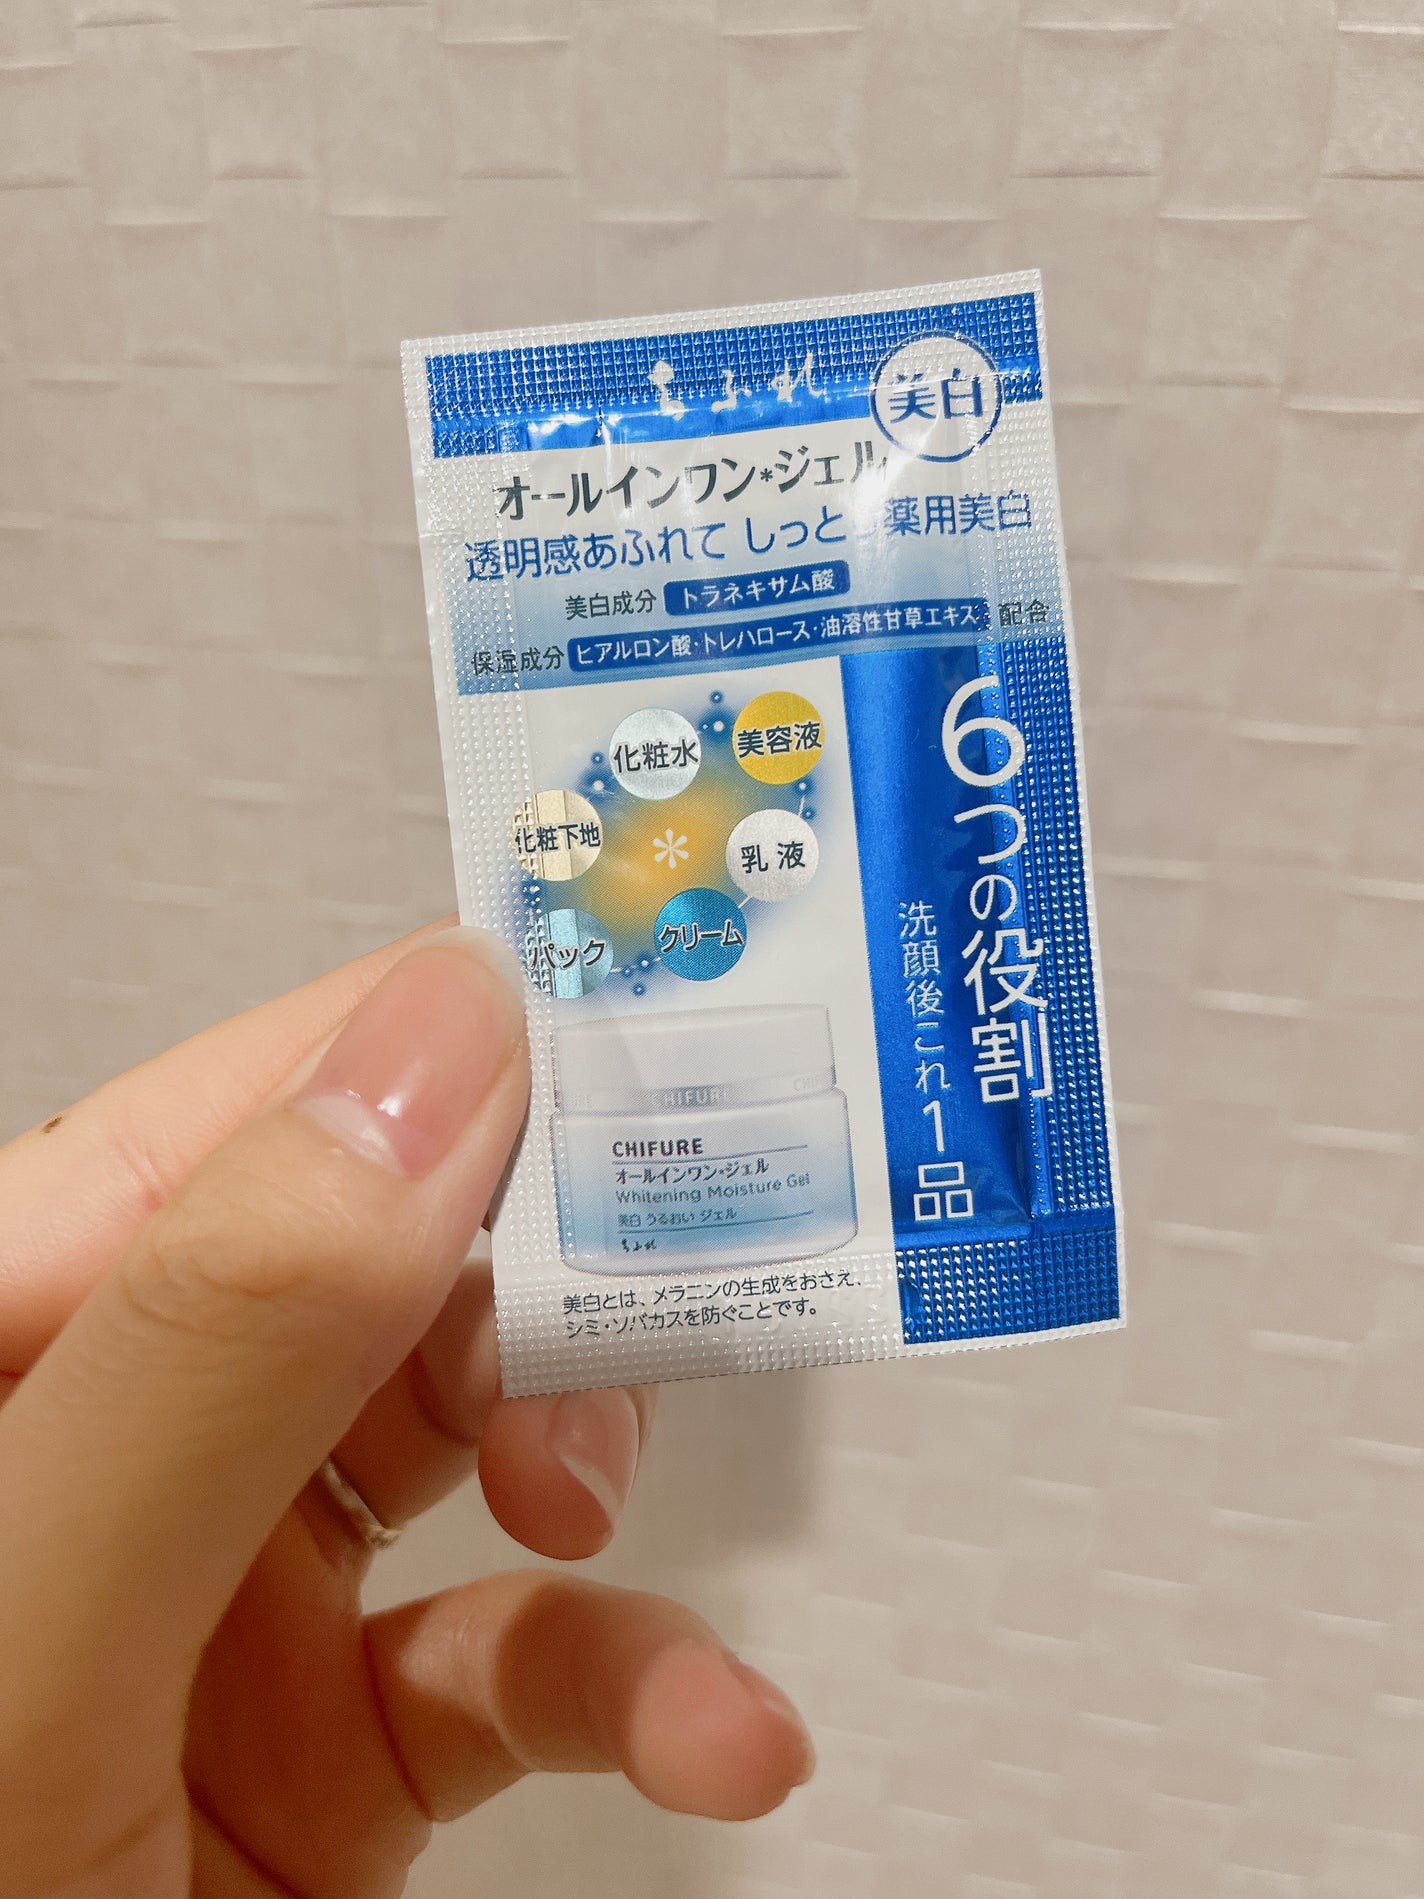 ちふれ
美白
オールインワン*ジェル
透明感あふれて しっとり薬用美白
美白成分 トラネキサム酸
保湿成分 ヒアルロン酸・トレハロース・油溶性甘草エキス 配合
化粧水
美容液
化粧下地
乳液
パック
クリーム
6つの役割
洗顔後これ1品
CHIFURE
CHIFURE
オールインワン*ジェル
Whitening Moisture Gel
美白 うるおい ジェル
ちふれ
美白とは、メラニンの生成をおさえ、
シミ・ソバカスを防ぐことです。